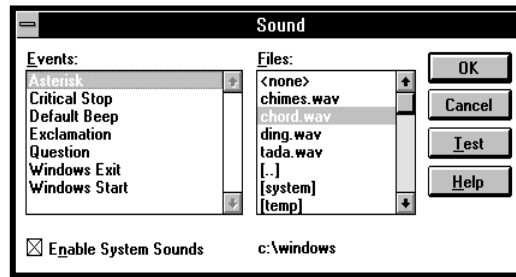 Sound
Events:
Asterisk
Critical Stop
Default Beep
Exclamation
Question
Windows Exit
Windows Start
Files:
<none>
chimes.wav
chord.wav
ding.wav
tada.wav
[..]
[system]
[temp]
OK
Cancel
Test
Help
Enable System Sounds
c:\windows